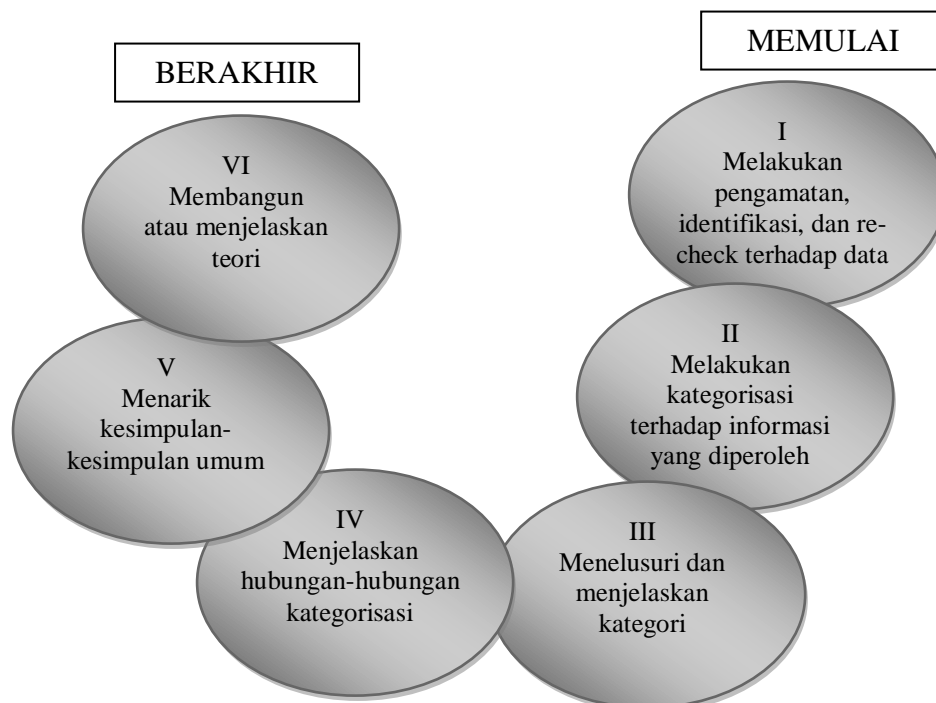 BERAKHIR
MEMULAI
I
Melakukan
pengamatan,
identifikasi, dan re-
check terhadap data
II
Melakukan
kategorisasi
terhadap informasi
yang diperoleh
III
Menelusuri dan
menjelaskan
kategori
IV
Menjelaskan
hubungan-hubungan
kategorisasi
V
Menarik
kesimpulan-
kesimpulan umum
VI
Membangun
atau menjelaskan
teori